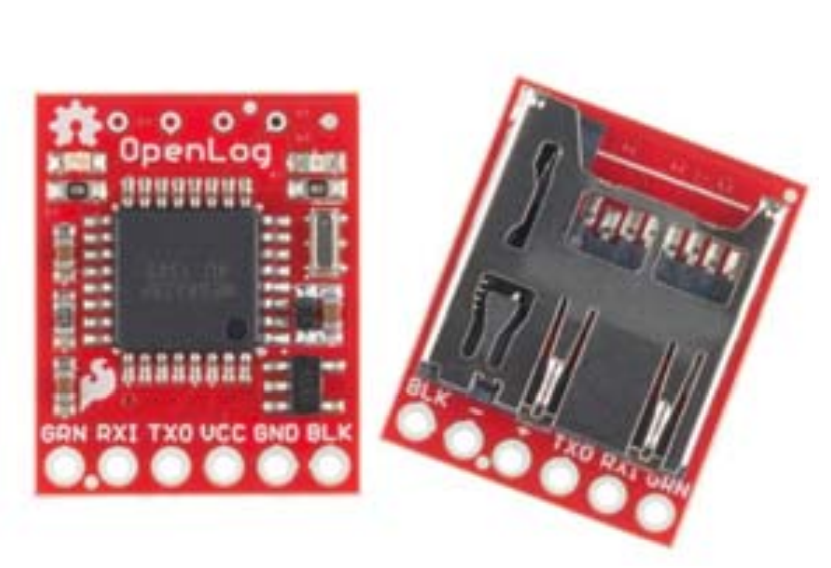 OpenLog
GRN RXI TXO VCC GND BLK
BLK - + TXO RXI GRN